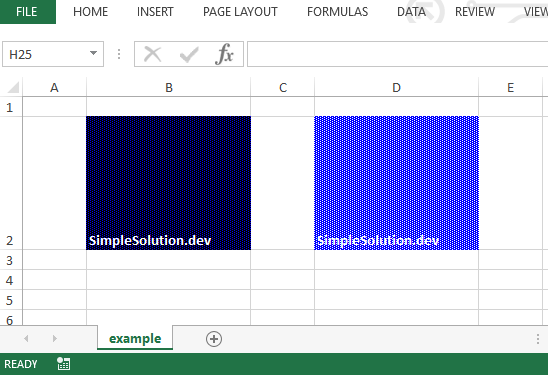 FILE HOME INSERT PAGE LAYOUT FORMULAS DATA REVIEW VIEW
H25 fx
A B C D E
1
2 SimpleSolution.dev SimpleSolution.dev
3
4
5
6
example
READY